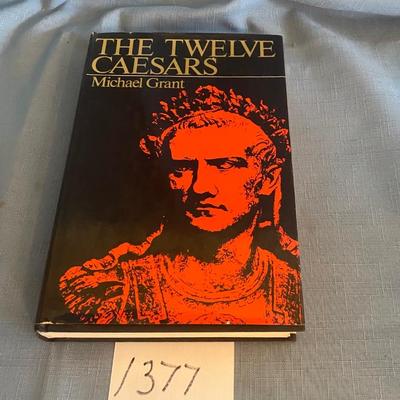 THE TWELVE
CAESARS
Michael Grant
1377